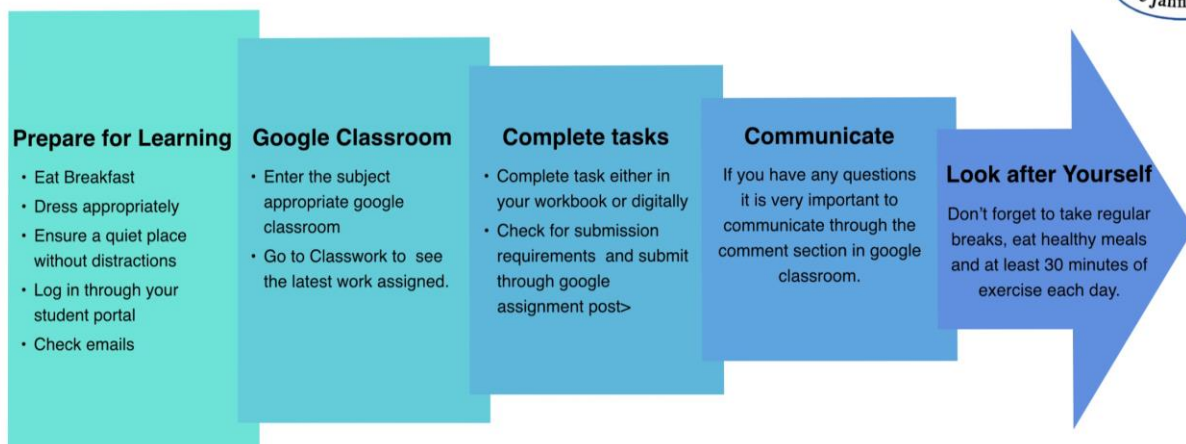 Prepare for Learning
• Eat Breakfast
• Dress appropriately
• Ensure a quiet place
without distractions
• Log in through your
student portal
• Check emails
Google Classroom
• Enter the subject
appropriate google
classroom
• Go to Classwork to see
the latest work assigned.
Complete tasks
• Complete task either in
your workbook or digitally
• Check for submission
requirements and submit
through google
assignment post>
Communicate
If you have any questions
it is very important to
communicate through the
comment section in google
classroom.
Look after Yourself
Don't forget to take regular
breaks, eat healthy meals
and at least 30 minutes of
exercise each day.